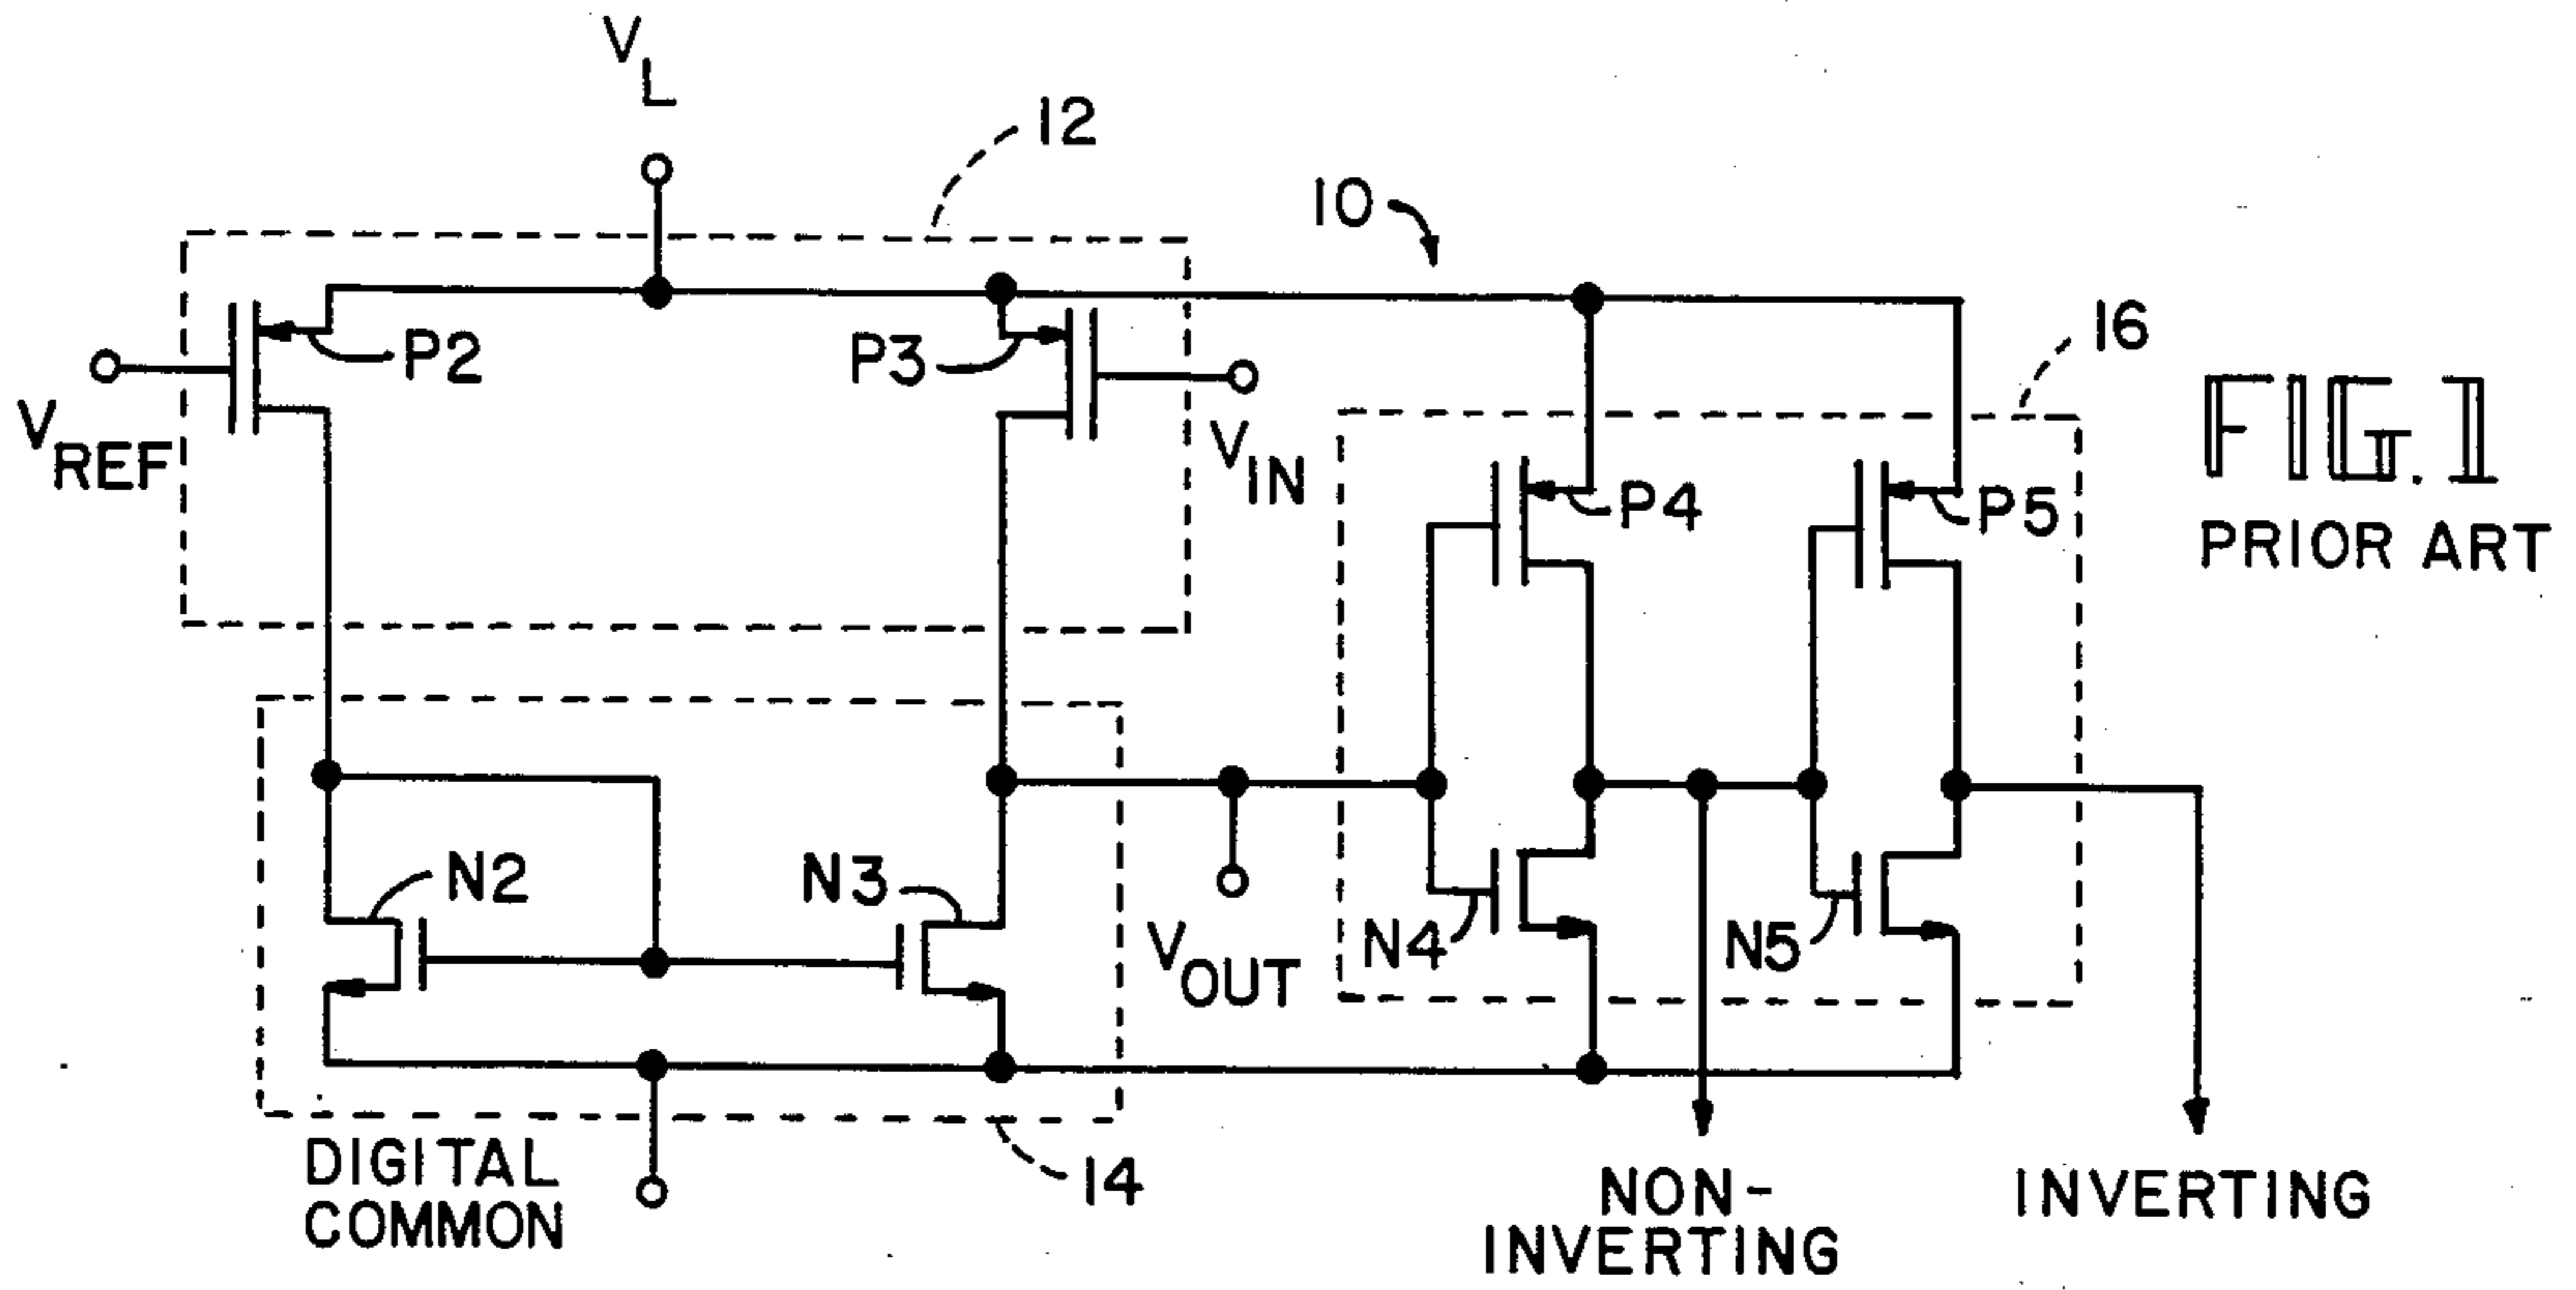 V
L
12
10
P2
P3
16
V
REF
V
IN
P4
P5
FIG. 1
PRIOR ART
N2
N3
V
OUT
N4
N5
DIGITAL
COMMON
14
NON-
INVERTING
INVERTING